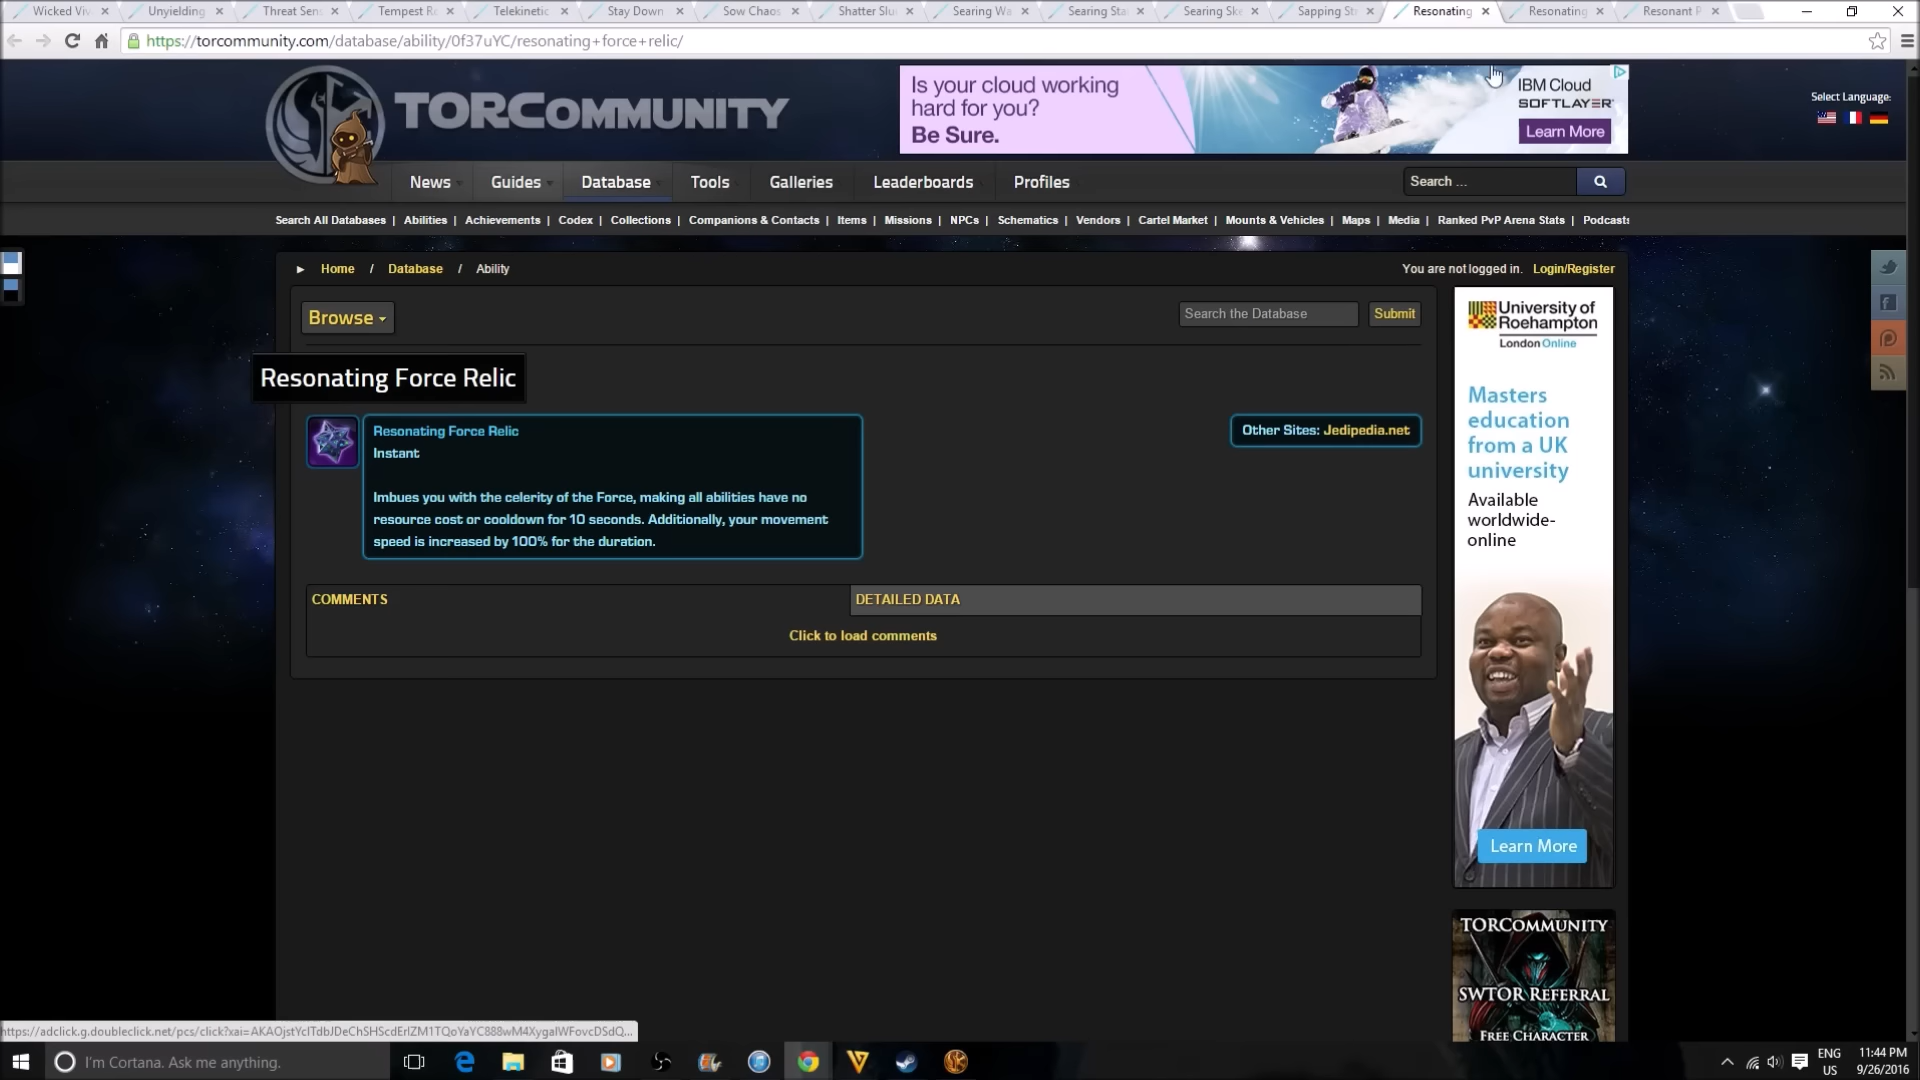 Wicked Viv
Unyielding
Threat Sens
Tempest Re
Telekinetic
Stay Down
Sow Chaos
Shatter Slu
Searing Wa
Searing Sta
Searing Ske
Sapping St
Resonating
Resonating
Resonant P
https://torcommunity.com/database/ability/0f37uYC/resonating+force+relic/
TORCOMMUNITY
Is your cloud working
hard for you?
Be Sure.
IBM Cloud
SOFTLAYER
Learn More
Select Language:
News
Guides
Database
Tools
Galleries
Leaderboards
Profiles
Search ...
Search All Databases | Abilities | Achievements | Codex | Collections | Companions & Contacts | Items | Missions | NPCs | Schematics | Vendors | Cartel Market | Mounts & Vehicles | Maps | Media | Ranked PvP Arena Stats | Podcasts
Home / Database / Ability
You are not logged in. Login/Register
Browse
Search the Database
Submit
Resonating Force Relic
Resonating Force Relic
Instant
Imbues you with the celerity of the Force, making all abilities have no
resource cost or cooldown for 10 seconds. Additionally, your movement
speed is increased by 100% for the duration.
Other Sites: Jedipedia.net
COMMENTS
DETAILED DATA
Click to load comments
University of
Roehampton
London Online
Masters
education
from a UK
university
Available
worldwide-
online
Learn More
TORCOMMUNITY
SWTOR REFERRAL
FREE CHARACTER
I'm Cortana. Ask me anything.
ENG
US
11:44 PM
9/26/2016